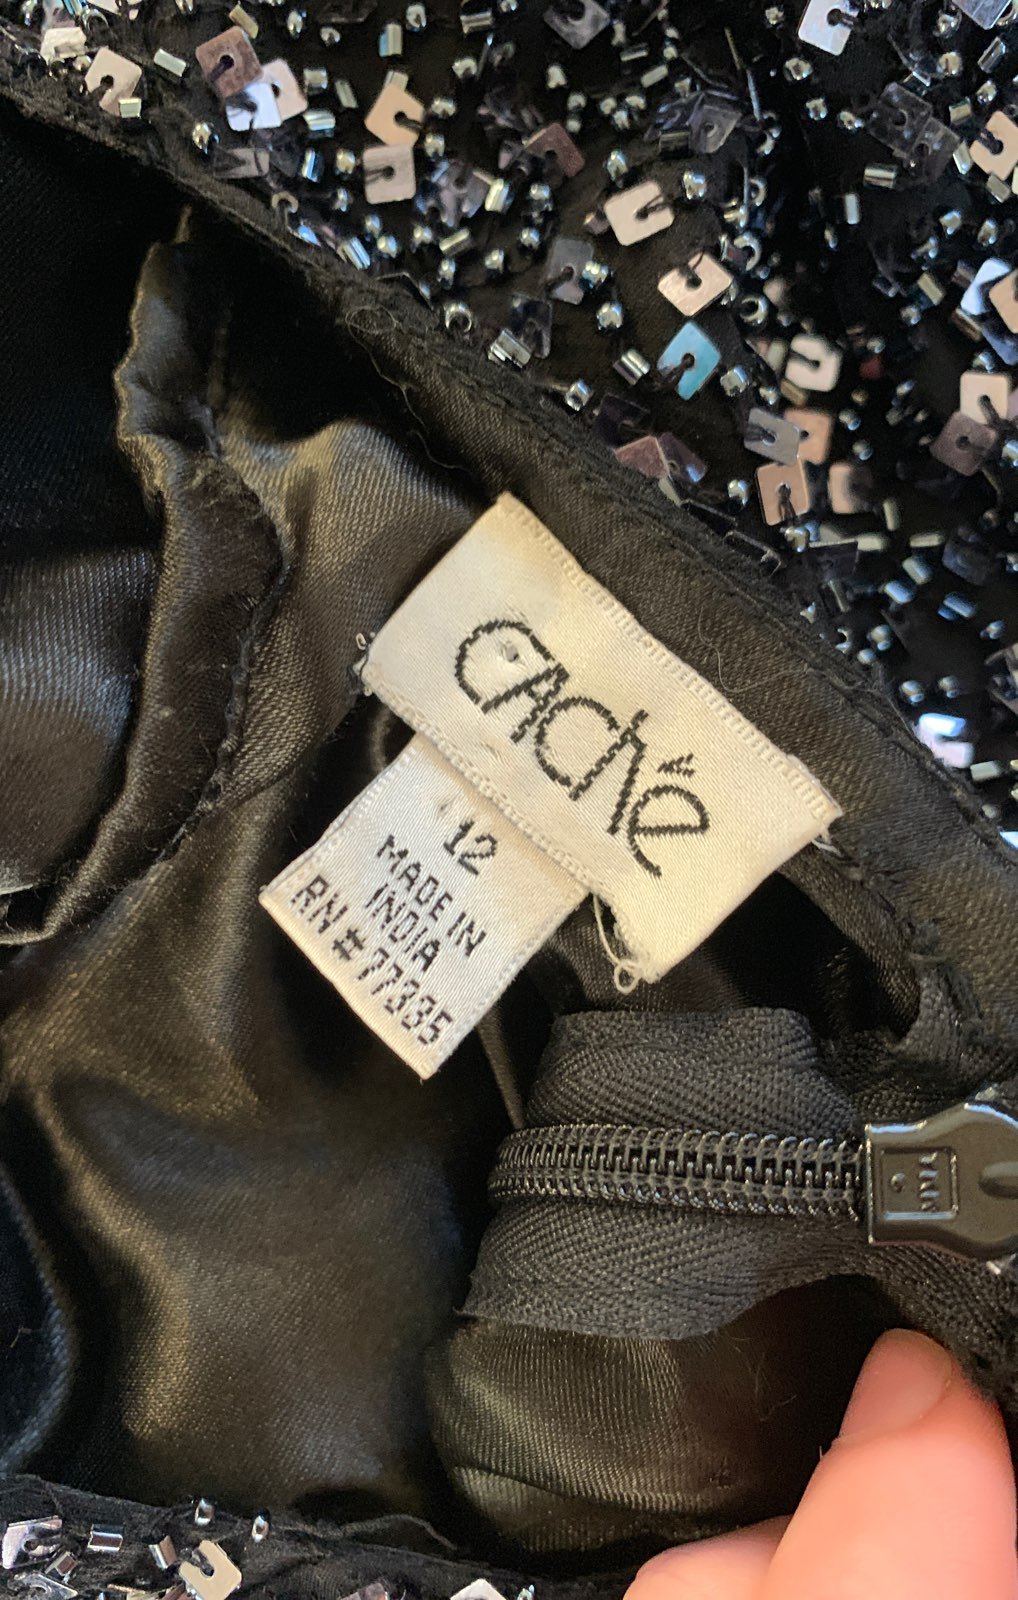 CAché
12
MADE IN
INDIA
RN # 77335